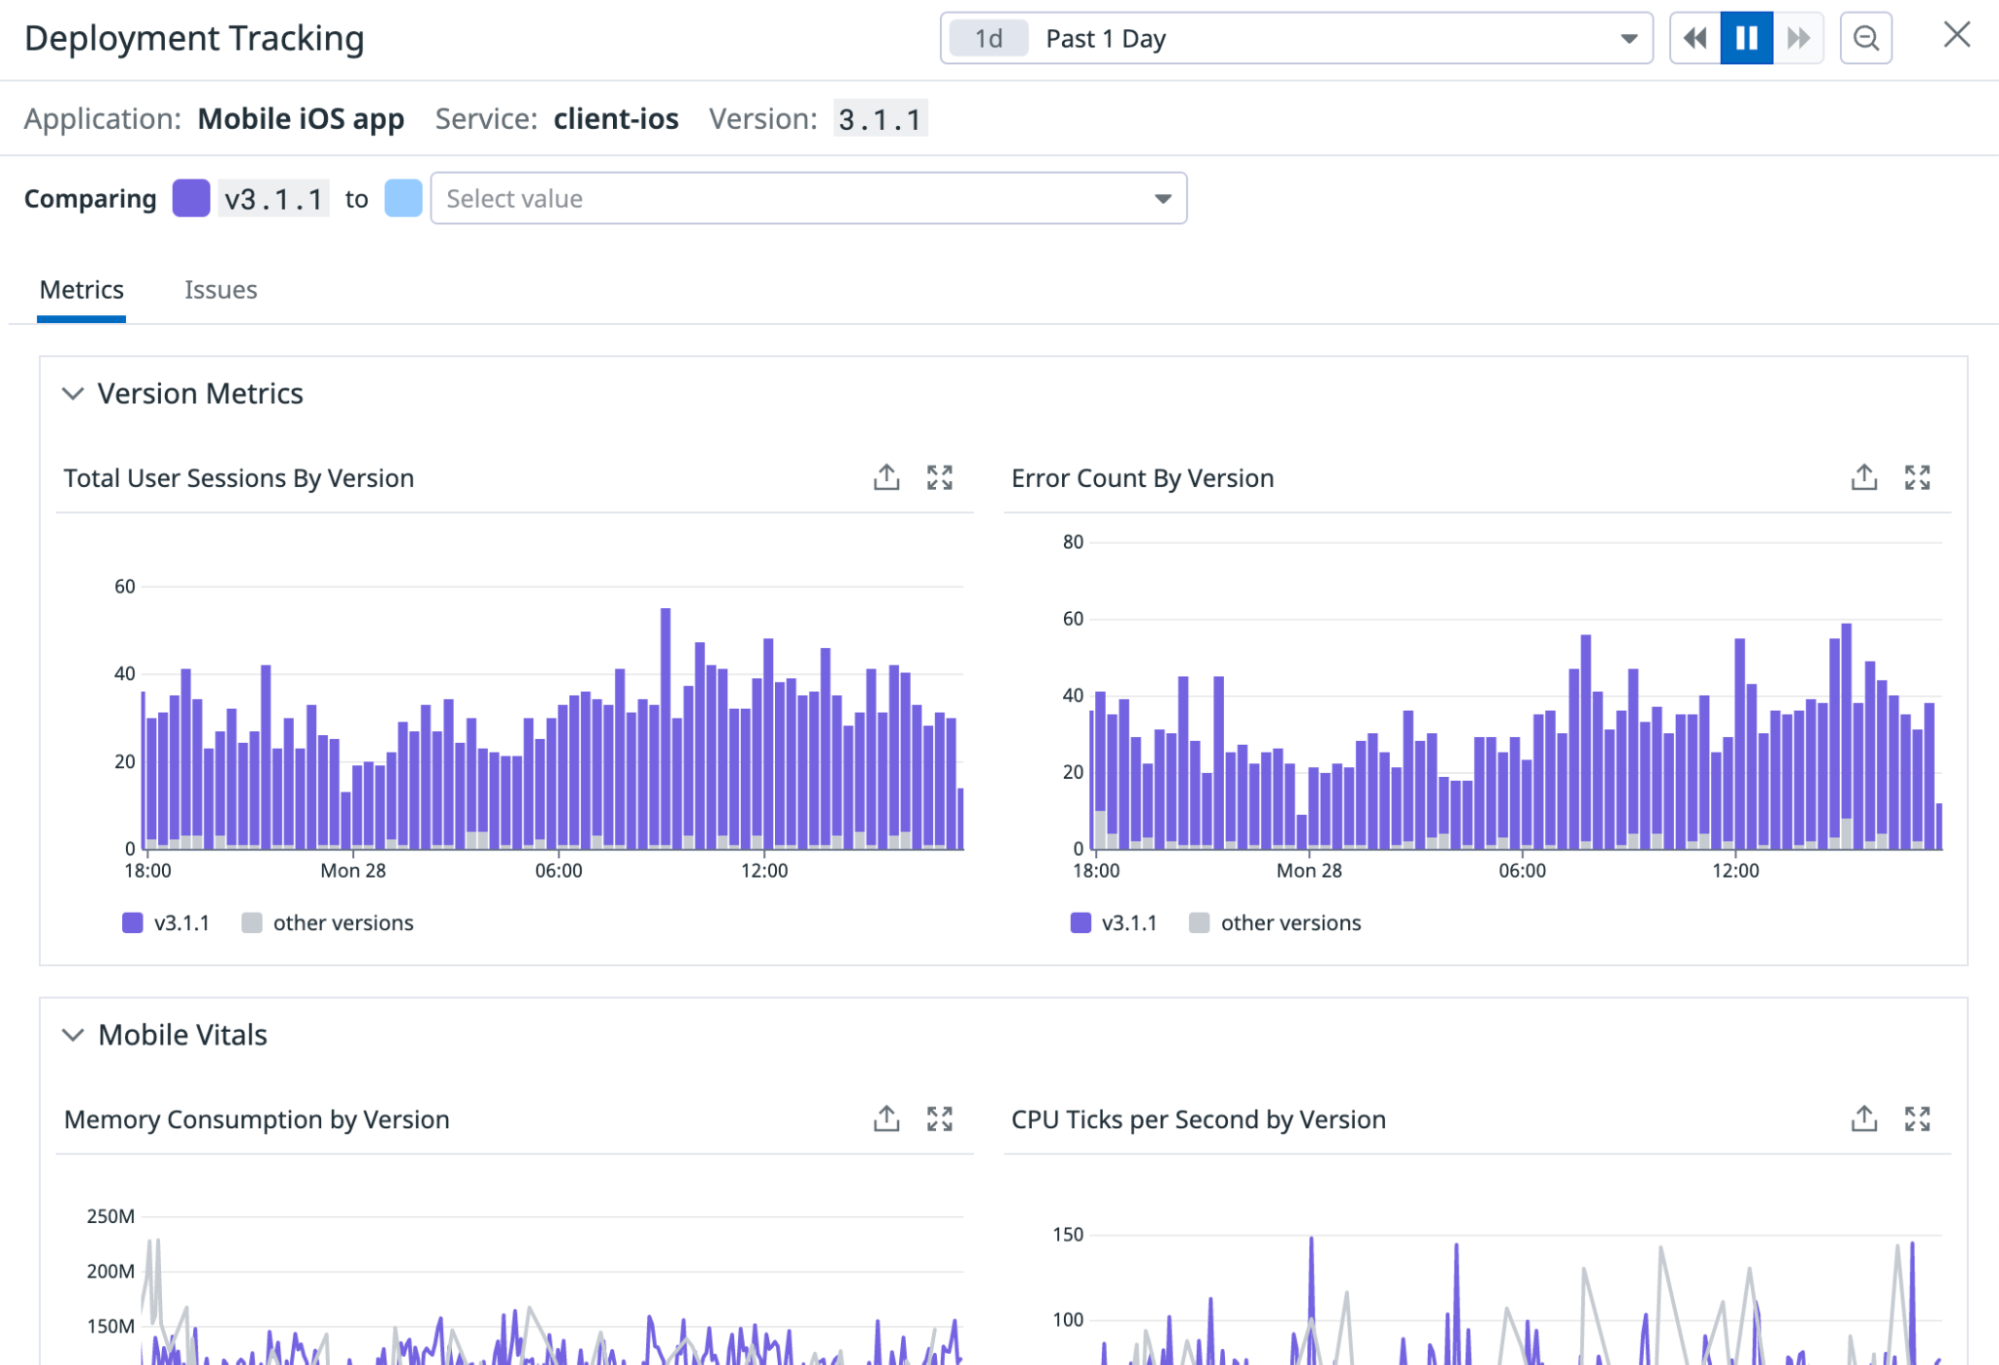 Deployment Tracking
1d Past 1 Day
Application: Mobile iOS app Service: client-ios Version: 3.1.1
Comparing v3.1.1 to Select value
Metrics Issues
Version Metrics
Total User Sessions By Version
60
40
20
0
18:00 Mon 28 06:00 12:00
v3.1.1 other versions
Error Count By Version
80
60
40
20
0
18:00 Mon 28 06:00 12:00
v3.1.1 other versions
Mobile Vitals
Memory Consumption by Version
250M
200M
150M
CPU Ticks per Second by Version
150
100